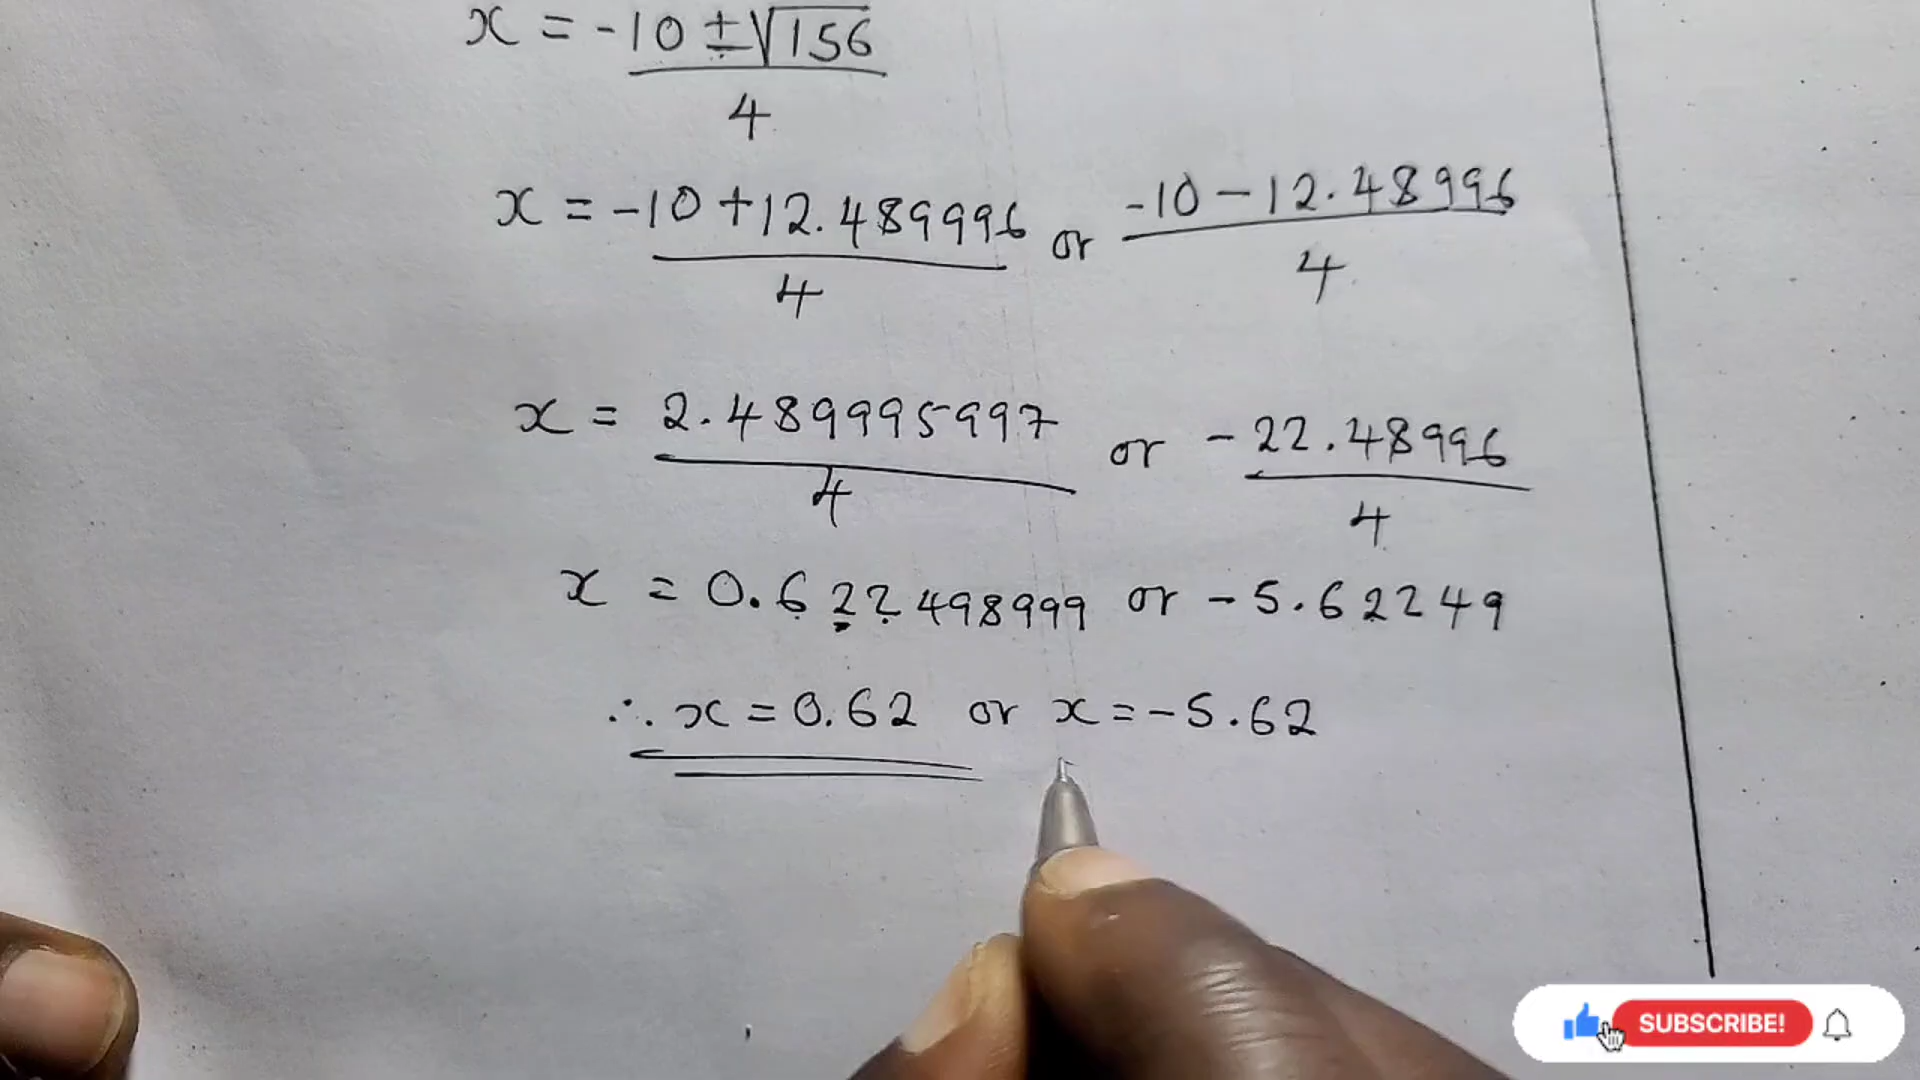 x = -10 ± √156
4
x = -10 + 12.489996 or -10 - 12.48996
4 4
x = 2.489995997 or -22.48996
4 4
x = 0.622498999 or -5.62249
∴ x = 0.62 or x = -5.62
SUBSCRIBE!